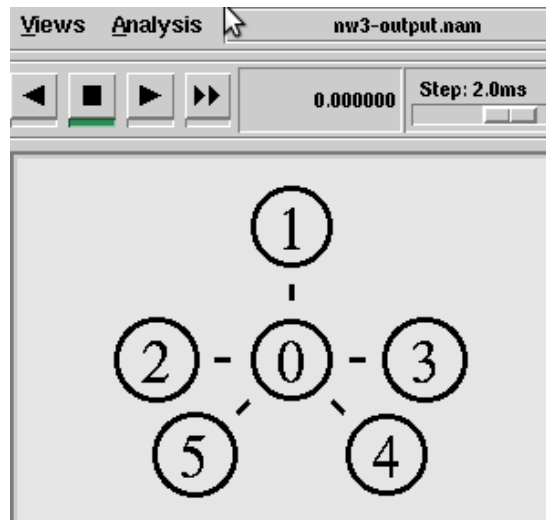 Views Analysis nw3-output.nam
0.000000 Step: 2.0ms
1
2 0 3
5 4